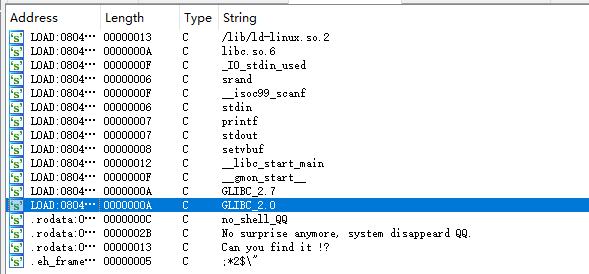 Address Length Type String
's' LOAD:0804… 00000013 C /lib/ld-linux.so.2
's' LOAD:0804… 0000000A C libc.so.6
's' LOAD:0804… 0000000F C _IO_stdin_used
's' LOAD:0804… 00000006 C srand
's' LOAD:0804… 0000000F C __isoc99_scanf
's' LOAD:0804… 00000006 C stdin
's' LOAD:0804… 00000007 C printf
's' LOAD:0804… 00000007 C stdout
's' LOAD:0804… 00000008 C setvbuf
's' LOAD:0804… 00000012 C __libc_start_main
's' LOAD:0804… 0000000F C __gmon_start__
's' LOAD:0804… 0000000A C GLIBC_2.7
's' LOAD:0804… 0000000A C GLIBC_2.0
's' .rodata:0… 0000000C C no_shell_QQ
's' .rodata:0… 0000002B C No surprise anymore, system disappeard QQ.
's' .rodata:0… 00000013 C Can you find it !?
's' .eh_frame… 00000005 C ;*2$\"